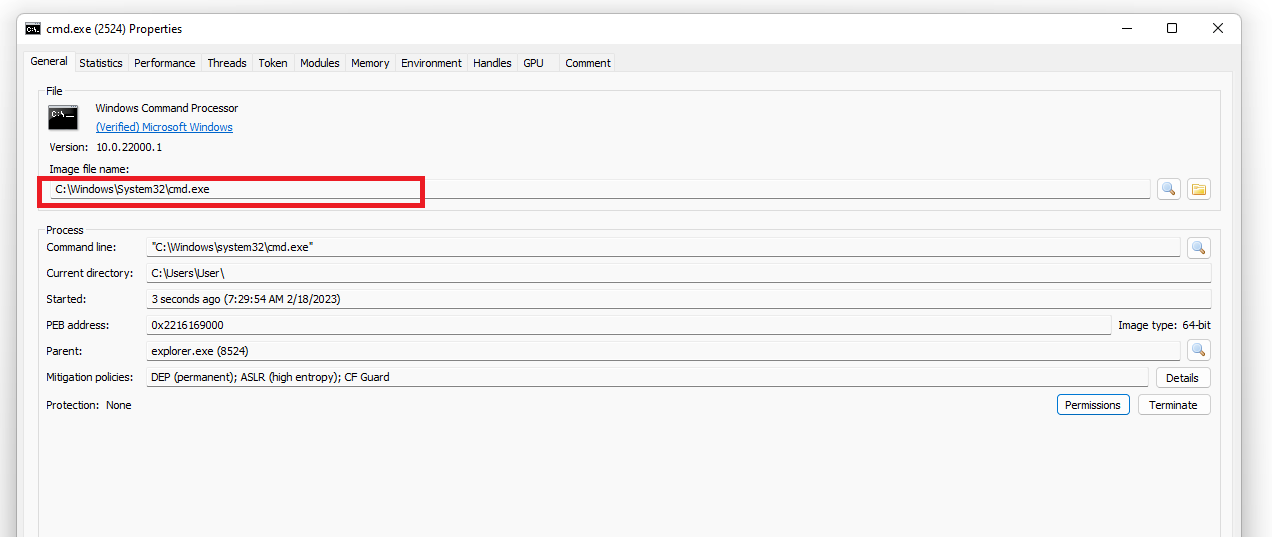 cmd.exe (2524) Properties
General Statistics Performance Threads Token Modules Memory Environment Handles GPU Comment
File
C:\_
Windows Command Processor
(Verified) Microsoft Windows
Version: 10.0.22000.1
Image file name:
C:\Windows\System32\cmd.exe
Process
Command line: "C:\Windows\system32\cmd.exe"
Current directory: C:\Users\User\
Started: 3 seconds ago (7:29:54 AM 2/18/2023)
PEB address: 0x2216169000 Image type: 64-bit
Parent: explorer.exe (8524)
Mitigation policies: DEP (permanent); ASLR (high entropy); CF Guard Details
Protection: None Permissions Terminate